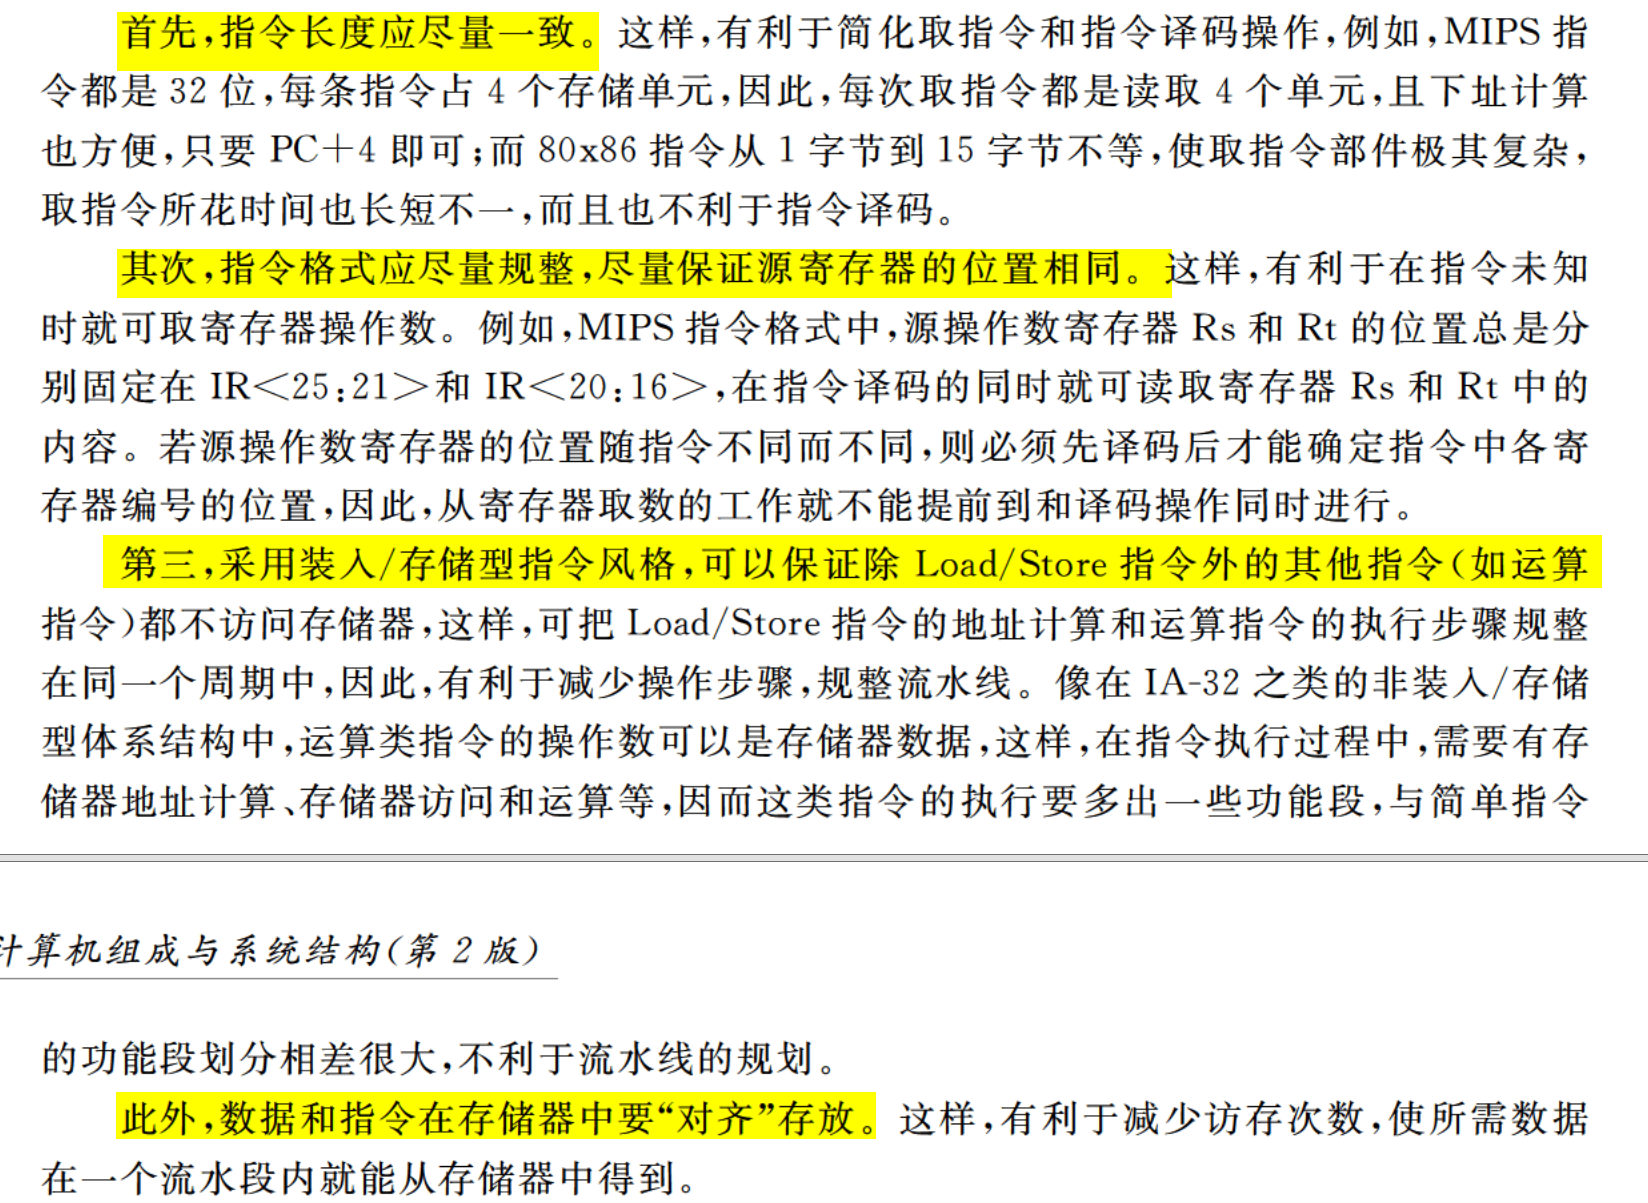 首先,指令长度应尽量一致。这样,有利于简化取指令和指令译码操作,例如,MIPS 指
令都是 32 位,每条指令占 4 个存储单元,因此,每次取指令都是读取 4 个单元,且下址计算
也方便,只要 PC+4 即可;而 80x86 指令从 1 字节到 15 字节不等,使取指令部件极其复杂,
取指令所花时间也长短不一,而且也不利于指令译码。
其次,指令格式应尽量规整,尽量保证源寄存器的位置相同。这样,有利于在指令未知
时就可取寄存器操作数。例如,MIPS 指令格式中,源操作数寄存器 Rs 和 Rt 的位置总是分
别固定在 IR<25:21>和 IR<20:16>,在指令译码的同时就可读取寄存器 Rs 和 Rt 中的
内容。若源操作数寄存器的位置随指令不同而不同,则必须先译码后才能确定指令中各寄
存器编号的位置,因此,从寄存器取数的工作就不能提前到和译码操作同时进行。
第三,采用装入/存储型指令风格,可以保证除 Load/Store 指令外的其他指令(如运算
指令)都不访问存储器,这样,可把 Load/Store 指令的地址计算和运算指令的执行步骤规整
在同一个周期中,因此,有利于减少操作步骤,规整流水线。像在 IA-32 之类的非装入/存储
型体系结构中,运算类指令的操作数可以是存储器数据,这样,在指令执行过程中,需要有存
储器地址计算、存储器访问和运算等,因而这类指令的执行要多出一些功能段,与简单指令
计算机组成与系统结构(第 2 版)
的功能段划分相差很大,不利于流水线的规划。
此外,数据和指令在存储器中要“对齐”存放。这样,有利于减少访存次数,使所需数据
在一个流水段内就能从存储器中得到。